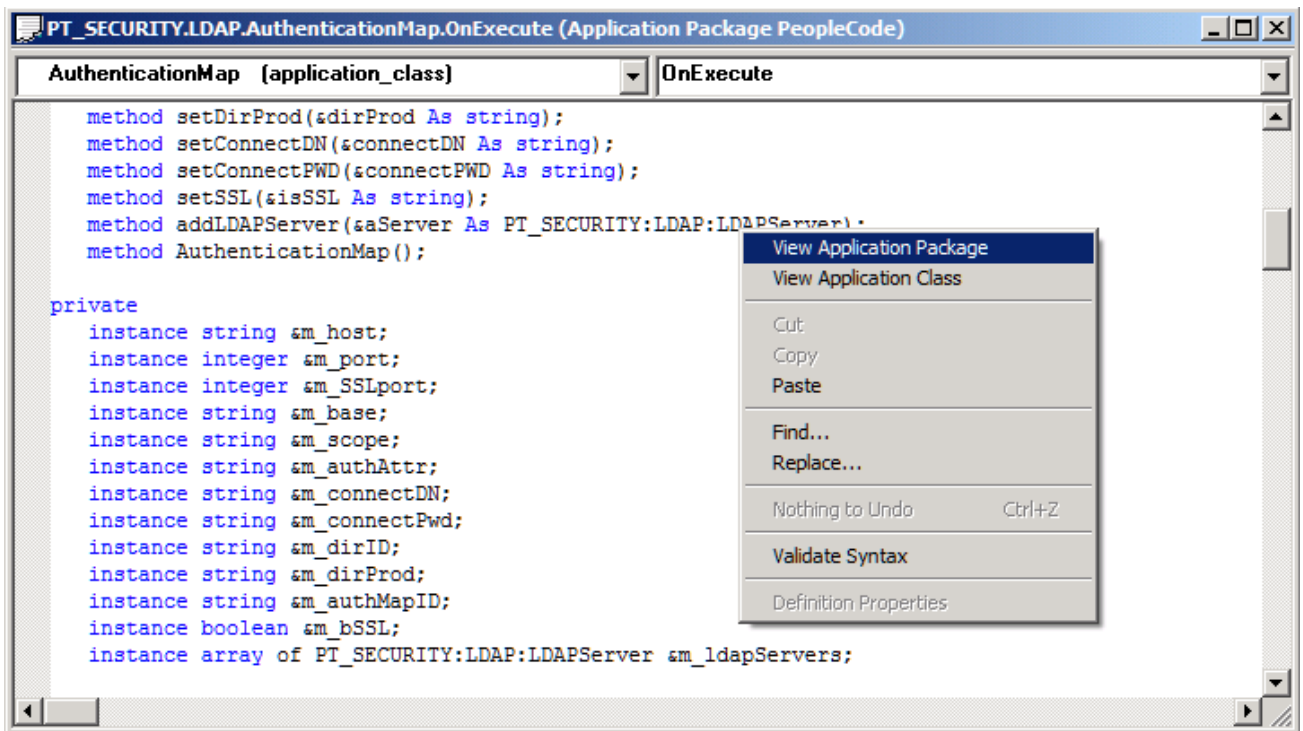 PT_SECURITY.LDAP.AuthenticationMap.OnExecute (Application Package PeopleCode)
AuthenticationMap (application_class)
OnExecute
method setDirProd(&dirProd As string);
method setConnectDN(&connectDN As string);
method setConnectPWD(&connectPWD As string);
method setSSL(&isSSL As string);
method addLDAPServer(&aServer As PT_SECURITY:LDAP:LDAPServer);
method AuthenticationMap();
private
instance string &m_host;
instance integer &m_port;
instance integer &m_SSLport;
instance string &m_base;
instance string &m_scope;
instance string &m_authAttr;
instance string &m_connectDN;
instance string &m_connectPwd;
instance string &m_dirID;
instance string &m_dirProd;
instance string &m_authMapID;
instance boolean &m_bSSL;
instance array of PT_SECURITY:LDAP:LDAPServer &m_ldapServers;
View Application Package
View Application Class
Cut
Copy
Paste
Find...
Replace...
Nothing to Undo Ctrl+Z
Validate Syntax
Definition Properties